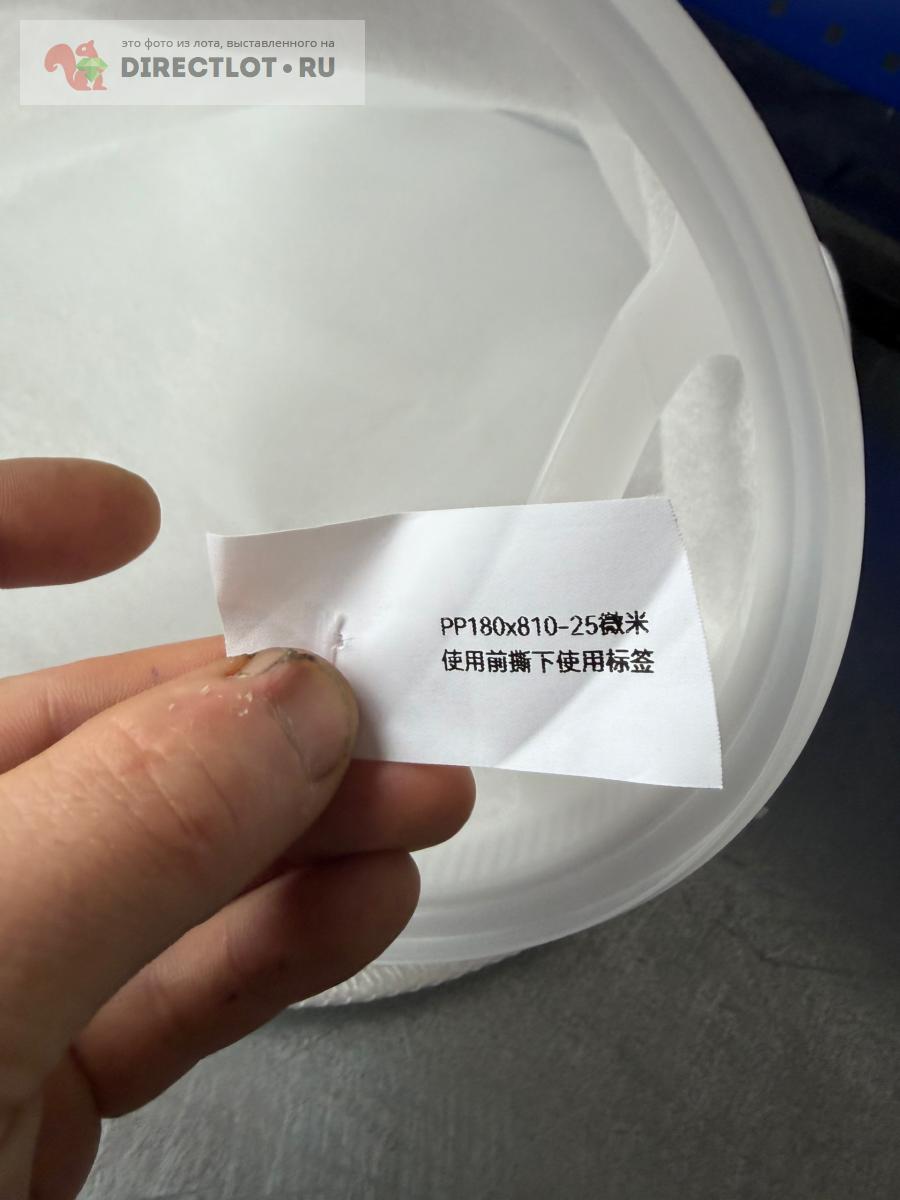 это фото из лота, выставленного на
DIRECTLOT•RU
PP180x810-25微米
使用前撕下使用标签